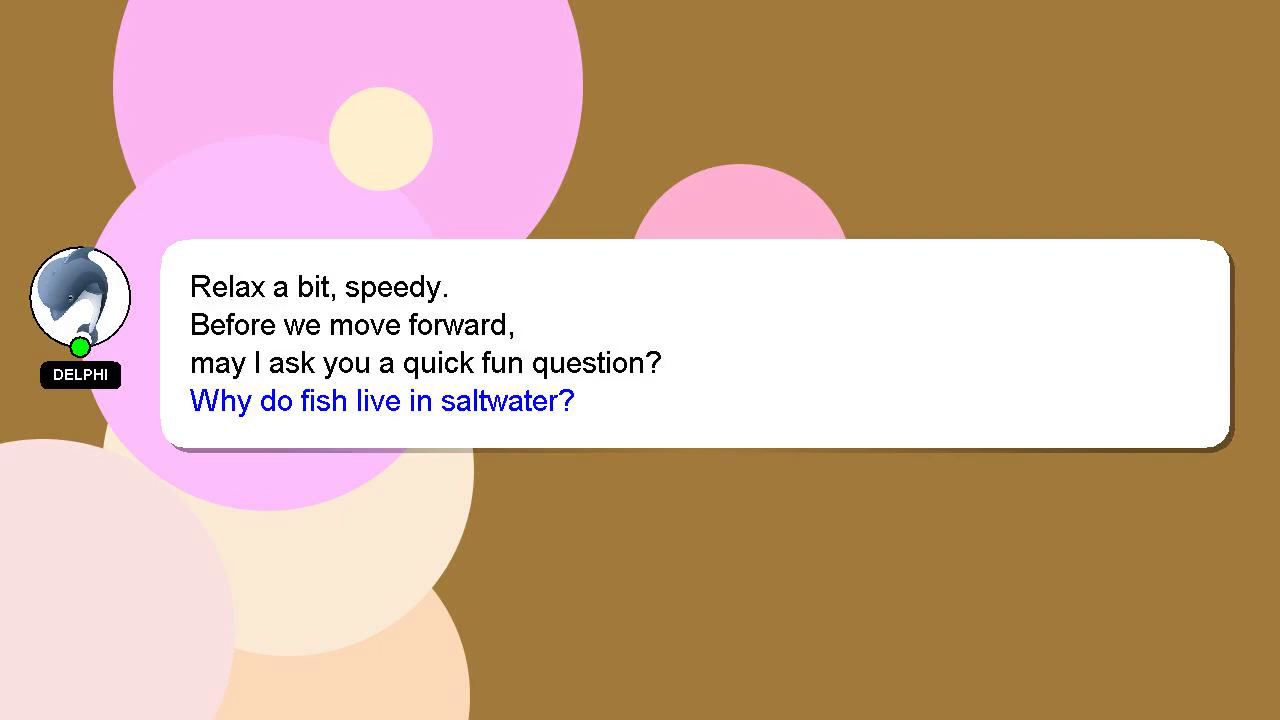 Relax a bit, speedy.
Before we move forward,
may I ask you a quick fun question?
Why do fish live in saltwater?
DELPHI